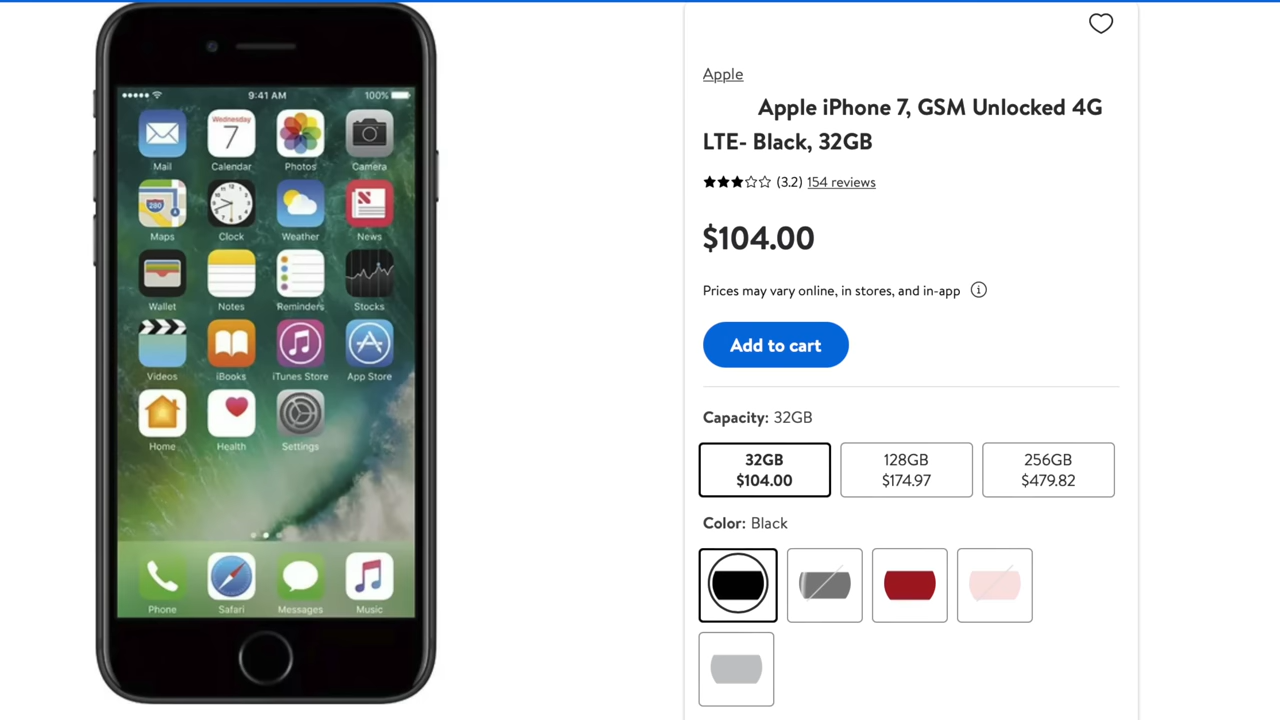 9:41 AM
100%
Wednesday
7
Mail
Calendar
Photos
Camera
280
Maps
Clock
Weather
News
Wallet
Notes
Reminders
Stocks
Videos
iBooks
iTunes Store
App Store
Home
Health
Settings
Phone
Safari
Messages
Music
Apple
Apple iPhone 7, GSM Unlocked 4G
LTE- Black, 32GB
(3.2) 154 reviews
$104.00
Prices may vary online, in stores, and in-app
Add to cart
Capacity: 32GB
32GB 128GB 256GB
$104.00 $174.97 $479.82
Color: Black